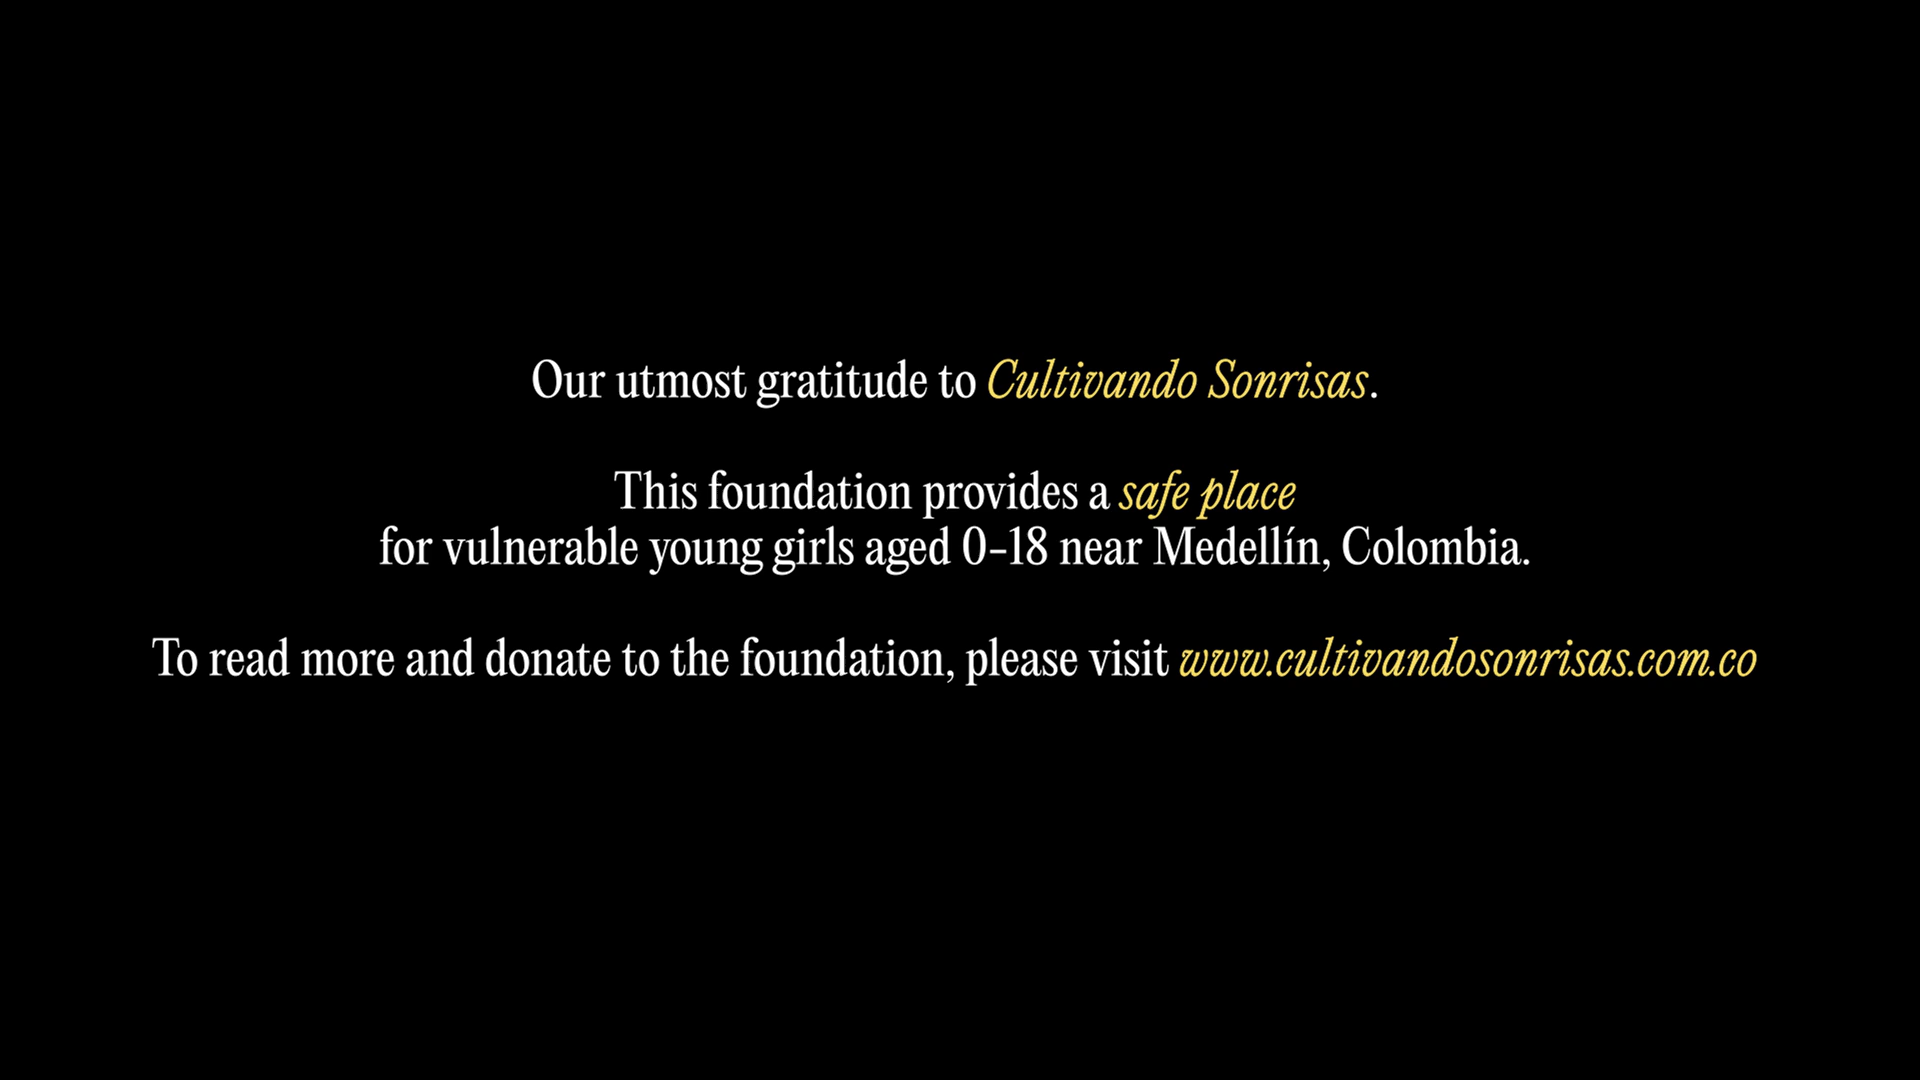 Our utmost gratitude to Cultivando Sonrisas.
This foundation provides a safe place
for vulnerable young girls aged 0–18 near Medellín, Colombia.
To read more and donate to the foundation, please visit www.cultivandosonrisas.com.co